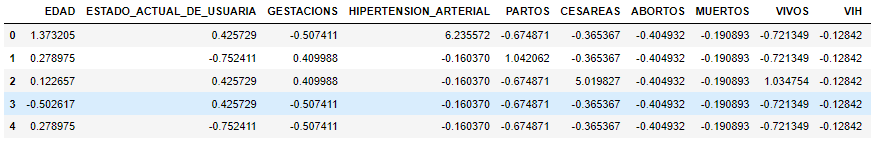 EDAD ESTADO_ACTUAL_DE_USUARIA GESTACIONS HIPERTENSION_ARTERIAL PARTOS CESAREAS ABORTOS MUERTOS VIVOS VIH
0 1.373205 0.425729 -0.507411 6.235572 -0.674871 -0.365367 -0.404932 -0.190893 -0.721349 -0.12842
1 0.278975 -0.752411 0.409988 -0.160370 1.042062 -0.365367 -0.404932 -0.190893 -0.721349 -0.12842
2 0.122657 0.425729 0.409988 -0.160370 -0.674871 5.019827 -0.404932 -0.190893 1.034754 -0.12842
3 -0.502617 0.425729 -0.507411 -0.160370 -0.674871 -0.365367 -0.404932 -0.190893 -0.721349 -0.12842
4 0.278975 -0.752411 -0.507411 -0.160370 -0.674871 -0.365367 -0.404932 -0.190893 -0.721349 -0.12842